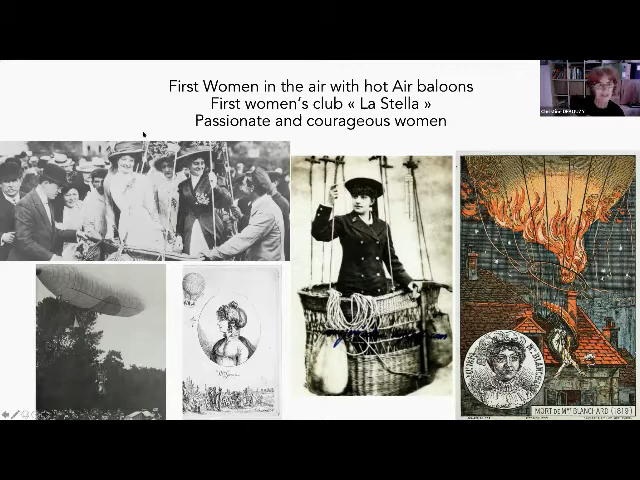 First Women in the air with hot Air baloons
First women's club « La Stella »
Passionate and courageous women
MORT DE MME BLANCHARD (1819)